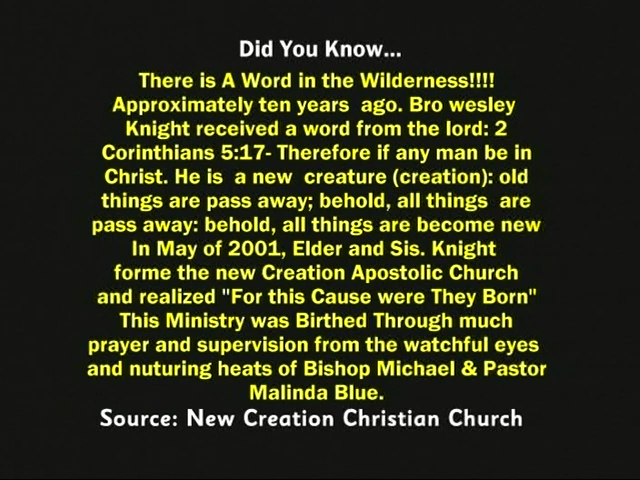 Did You Know...
There is A Word in the Wilderness!!!!
Approximately ten years ago. Bro wesley
Knight received a word from the lord: 2
Corinthians 5:17- Therefore if any man be in
Christ. He is a new creature (creation): old
things are pass away; behold, all things are
pass away: behold, all things are become new
In May of 2001, Elder and Sis. Knight
forme the new Creation Apostolic Church
and realized "For this Cause were They Born"
This Ministry was Birthed Through much
prayer and supervision from the watchful eyes
and nuturing heats of Bishop Michael & Pastor
Malinda Blue.
Source: New Creation Christian Church